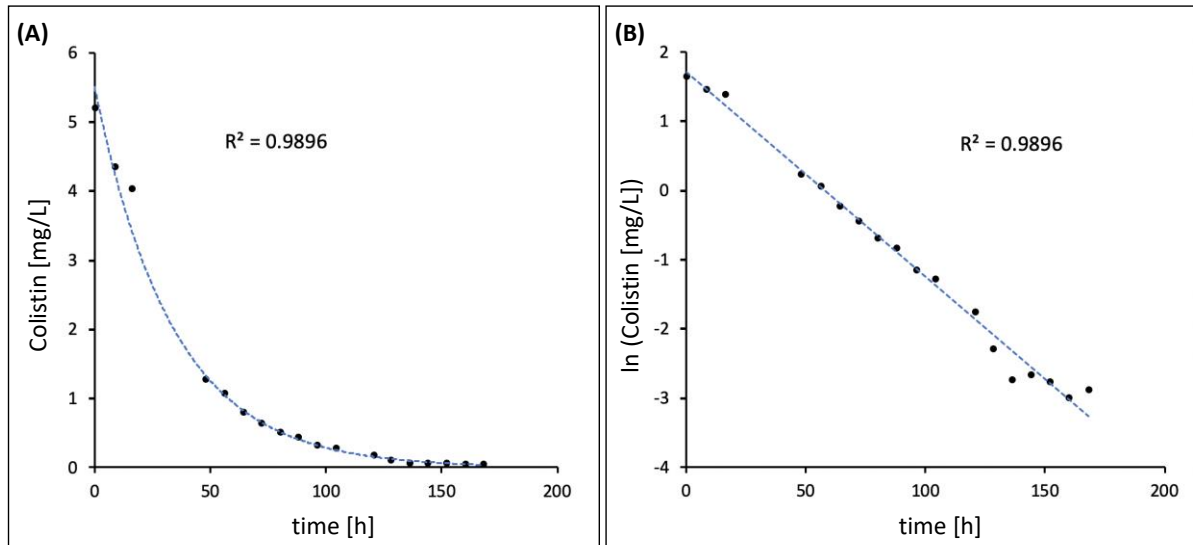 (A)
6
5
4
3
2
1
0
0 50 100 150 200
Colistin [mg/L]
time [h]
R² = 0.9896
(B)
2
1
0
-1
-2
-3
-4
0 50 100 150 200
ln (Colistin [mg/L])
time [h]
R² = 0.9896